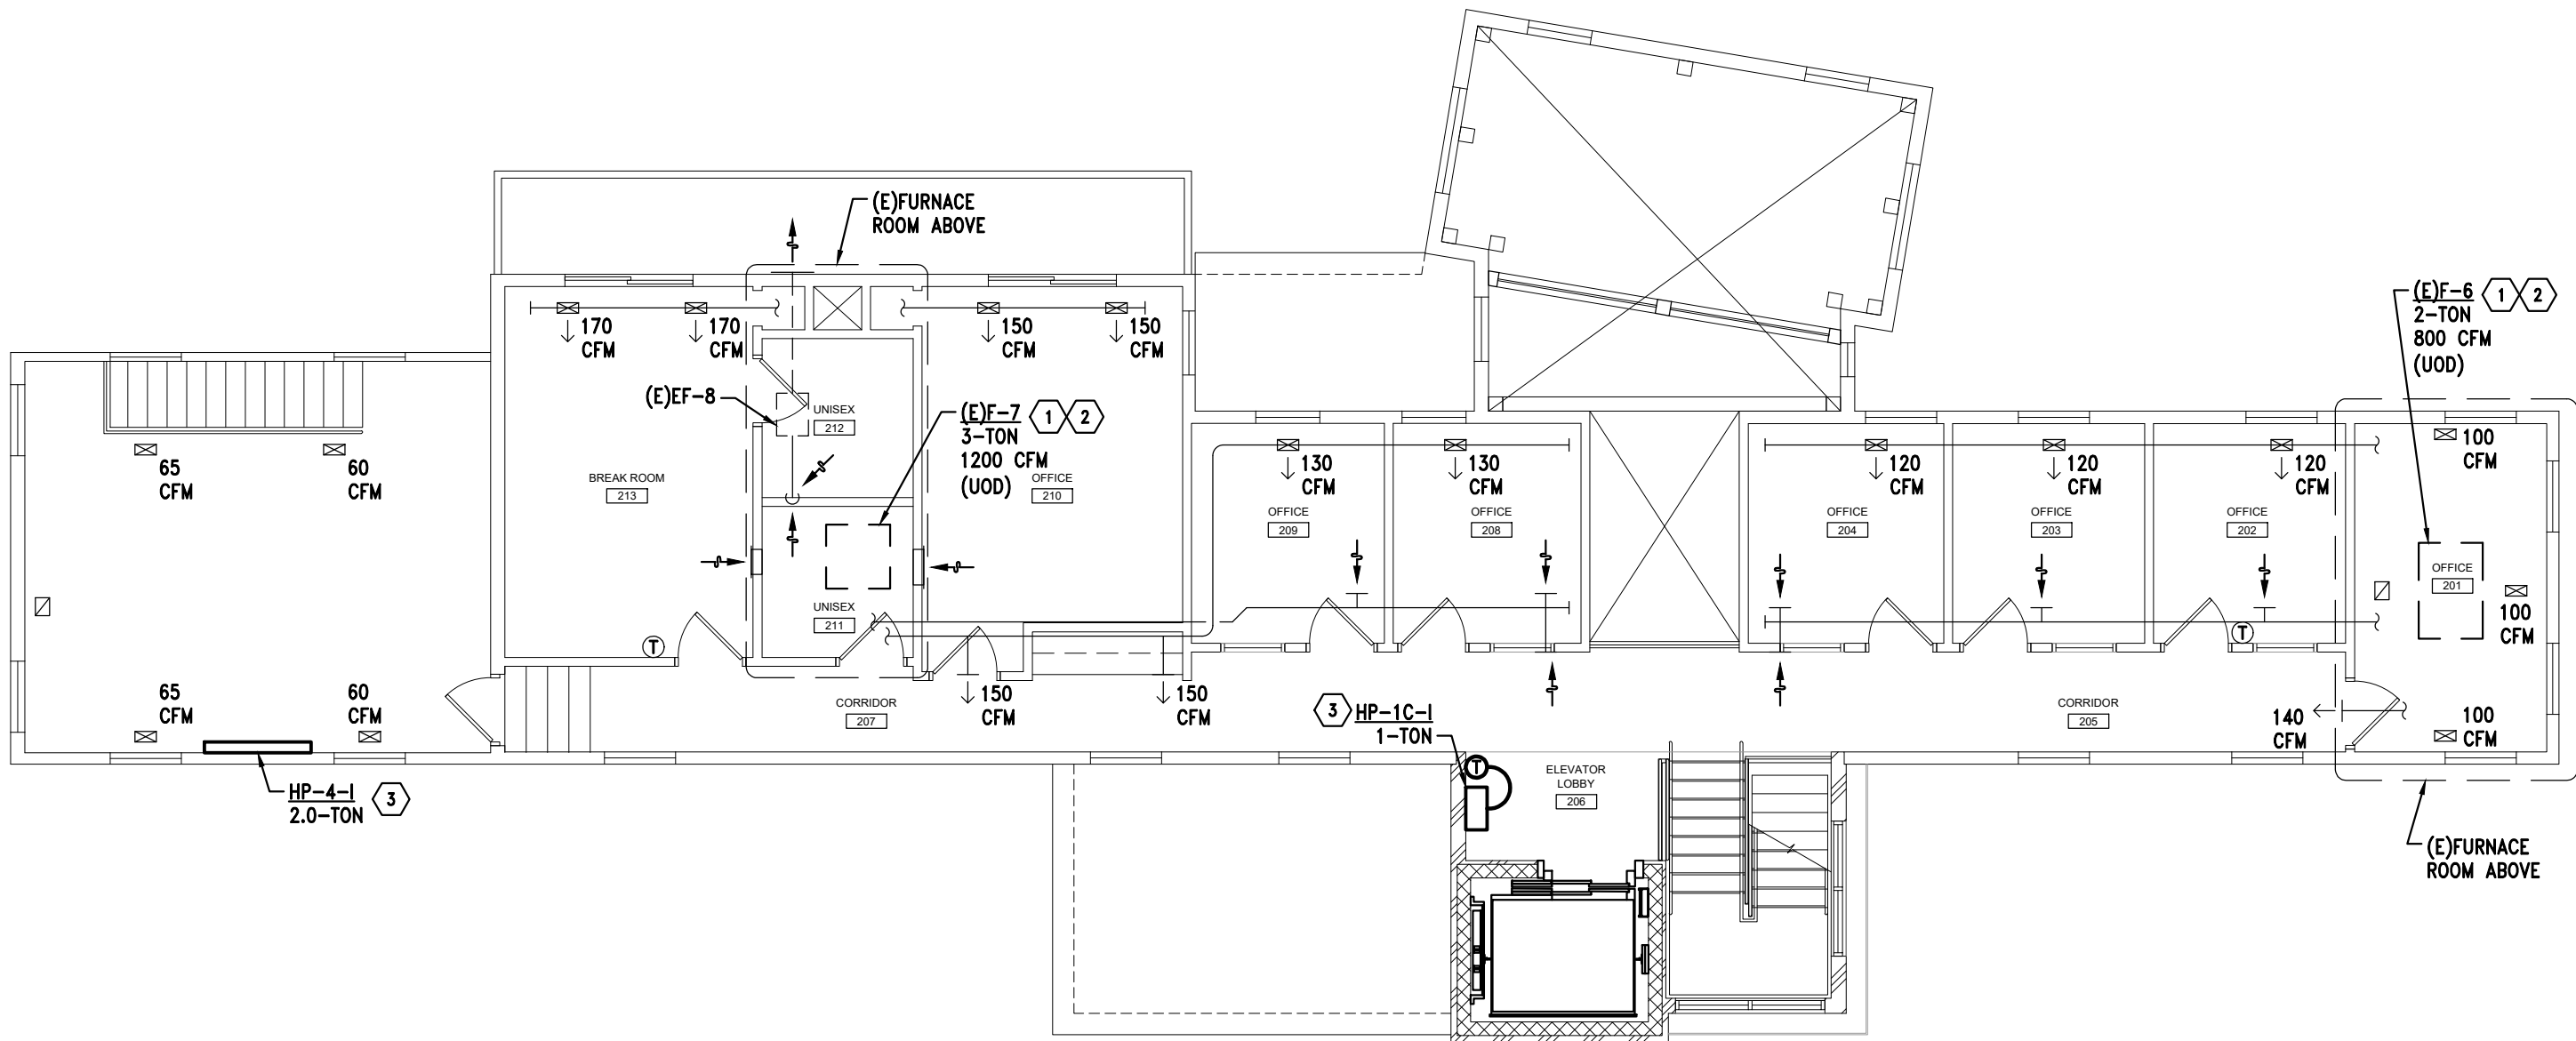 (E)FURNACE
ROOM ABOVE
170
CFM
170
CFM
150
CFM
150
CFM
(E)EF-8
UNISEX
212
(E)F-7
1
2
3-TON
1200 CFM
(UOD)
OFFICE
210
BREAK ROOM
213
UNISEX
211
T
65
CFM
60
CFM
65
CFM
60
CFM
HP-4-I
2.0-TON
3
130
CFM
130
CFM
OFFICE
209
OFFICE
208
120
CFM
120
CFM
120
CFM
OFFICE
204
OFFICE
203
OFFICE
202
T
(E)F-6
1
2
2-TON
800 CFM
(UOD)
100
CFM
OFFICE
201
100
CFM
100
CFM
CORRIDOR
207
150
CFM
150
CFM
3
HP-1C-I
1-TON
T
ELEVATOR
LOBBY
206
CORRIDOR
205
140
CFM
(E)FURNACE
ROOM ABOVE